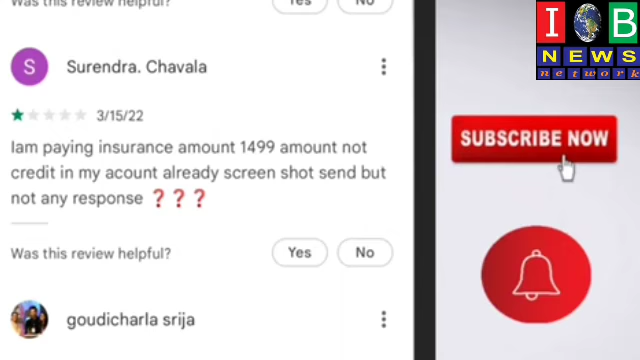 Was this review helpful?
Yes
No
S
Surendra. Chavala
3/15/22
Iam paying insurance amount 1499 amount not
credit in my acount already screen shot send but
not any response ❓❓❓
Was this review helpful?
Yes
No
goudicharla srija
I B
NEWS
network
SUBSCRIBE NOW